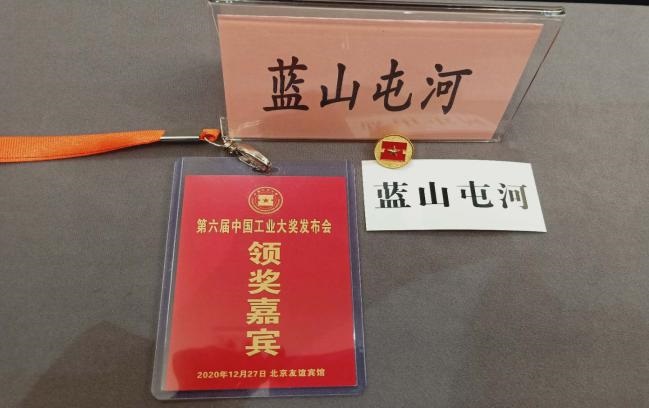 蓝山屯河
蓝山屯河
第六届中国工业大奖发布会
领奖嘉宾
2020年12月27日 北京友谊宾馆